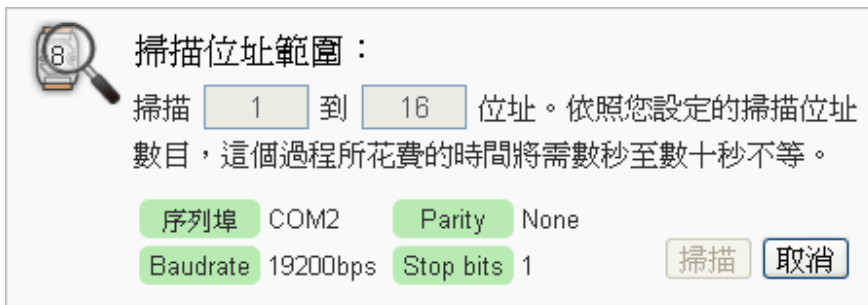 8
掃描位址範圍：
掃描 1 到 16 位址。依照您設定的掃描位址
數目，這個過程所花費的時間將需數秒至數十秒不等。
序列埠 COM2 Parity None
Baudrate 19200bps Stop bits 1 掃描 取消